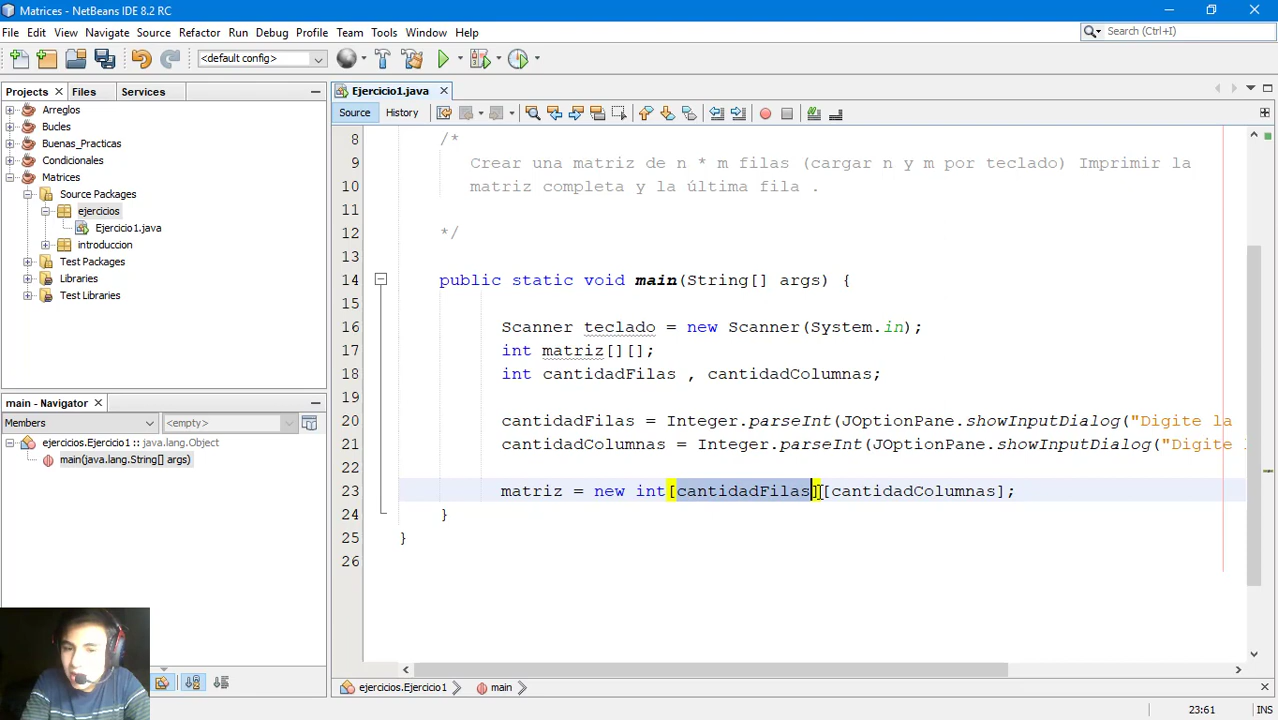 Matrices - NetBeans IDE 8.2 RC
File Edit View Navigate Source Refactor Run Debug Profile Team Tools Window Help
Search (Ctrl+I)
<default config>
Projects Files Services
Arreglos
Bucles
Buenas_Practicas
Condicionales
Matrices
Source Packages
ejercicios
Ejercicio1.java
introduccion
Test Packages
Libraries
Test Libraries
main - Navigator
Members <empty>
ejercicios.Ejercicio1 :: java.lang.Object
main(java.lang.String[] args)
Ejercicio1.java
Source History
8 /*
9 Crear una matriz de n * m filas (cargar n y m por teclado) Imprimir la
10 matriz completa y la última fila .
11
12 */
13
14 public static void main(String[] args) {
15
16 Scanner teclado = new Scanner(System.in);
17 int matriz[][];
18 int cantidadFilas , cantidadColumnas;
19
20 cantidadFilas = Integer.parseInt(JOptionPane.showInputDialog("Digite la
21 cantidadColumnas = Integer.parseInt(JOptionPane.showInputDialog("Digite l
22
23 matriz = new int[cantidadFilas][cantidadColumnas];
24 }
25 }
26
ejercicios.Ejercicio1 main
23:61 INS